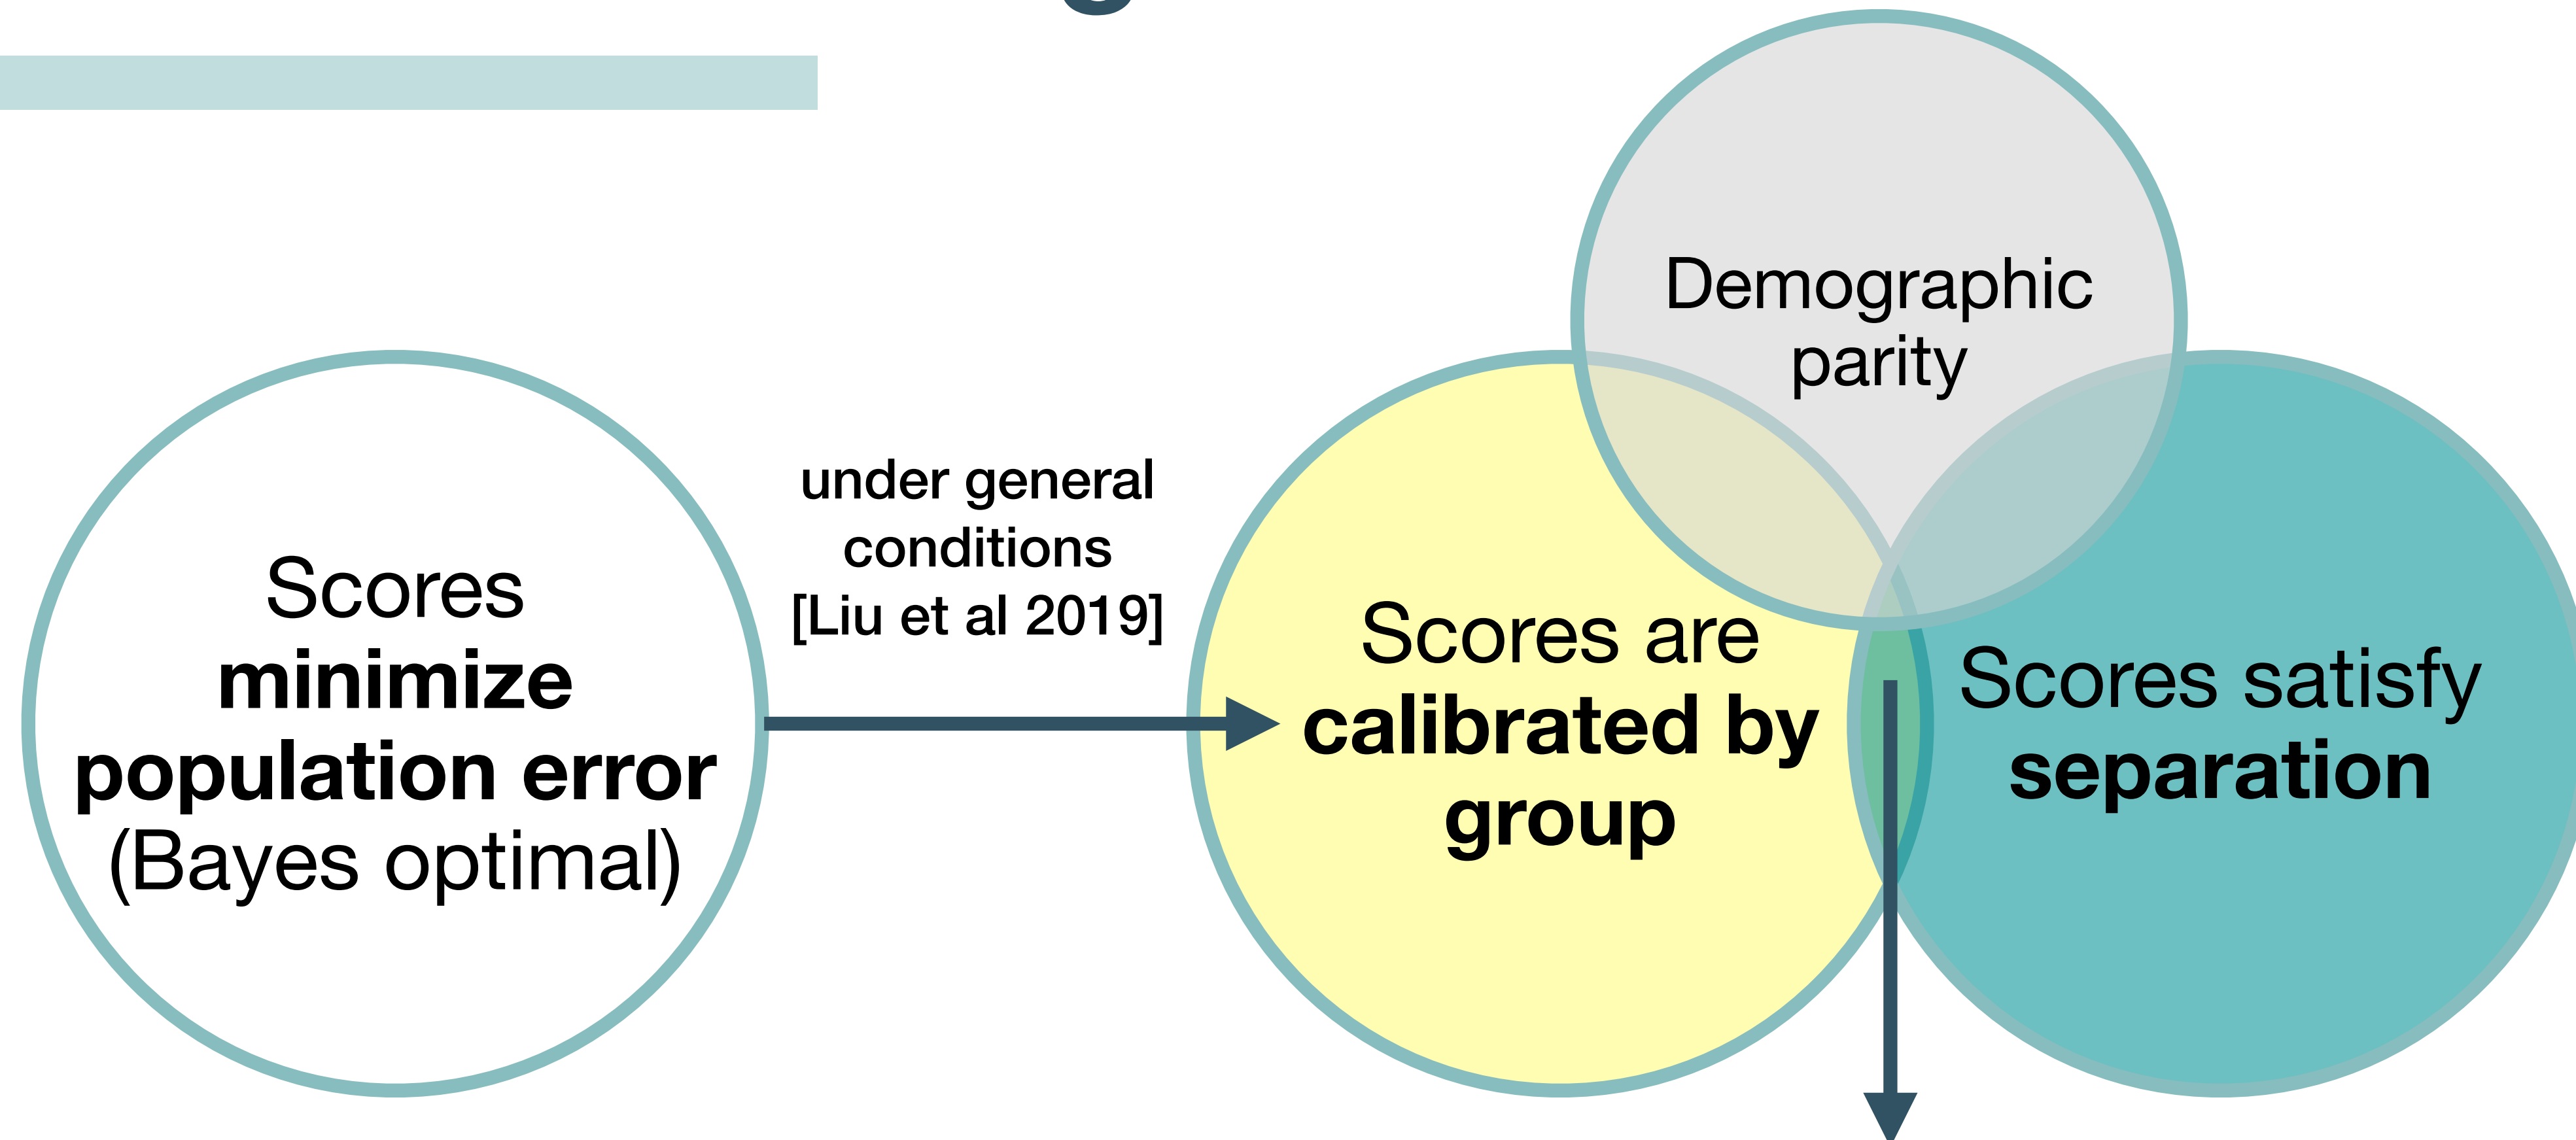 Scores
minimize
population error
(Bayes optimal)
under general
conditions
[Liu et al 2019]
Demographic
parity
Scores are
calibrated by
group
Scores satisfy
separation